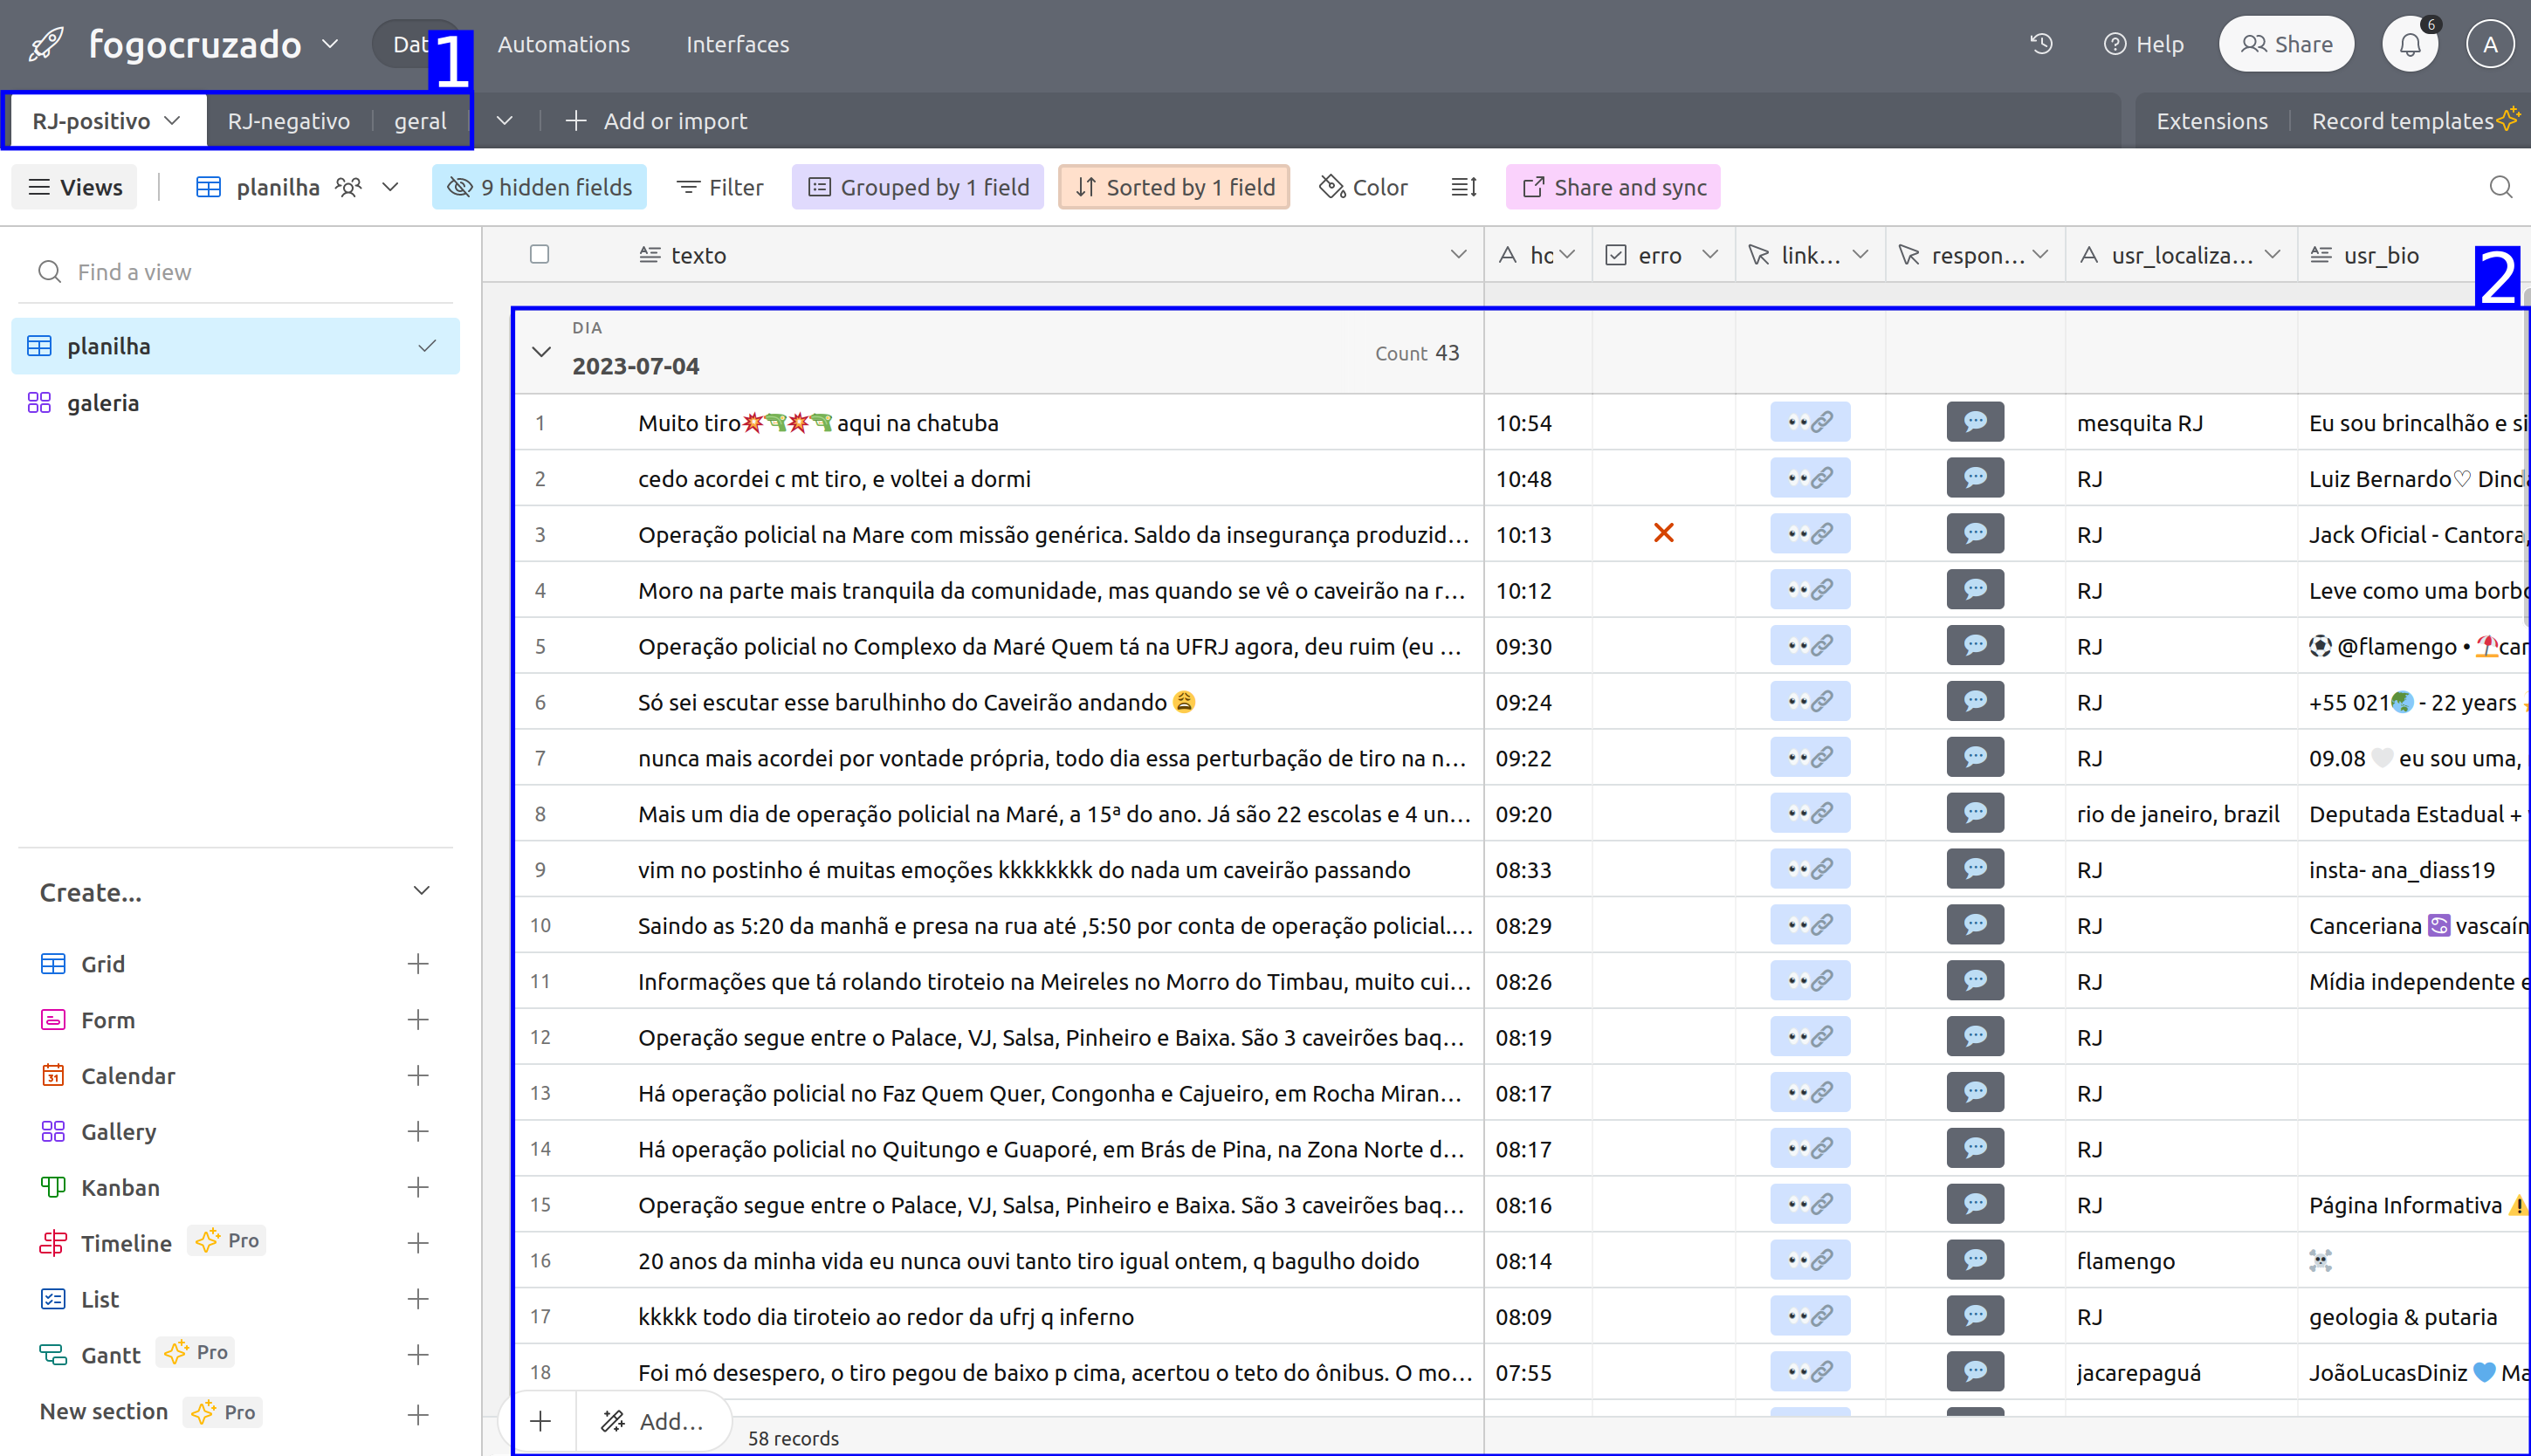 fogocruzado
Automations
Interfaces
Help
Share
6
A
1
RJ-positivo
RJ-negativo
geral
Add or import
Extensions
Record templates
Views
planilha
9 hidden fields
Filter
Grouped by 1 field
Sorted by 1 field
Color
Share and sync
Find a view
planilha
galeria
Create...
Grid
Form
Calendar
Gallery
Kanban
Timeline Pro
List
Gantt Pro
New section Pro
texto erro link... respon... usr_localiza... usr_bio
2
DIA
2023-07-04
Count 43
1 Muito tiro💥🔫💥🔫 aqui na chatuba 10:54 mesquita RJ Eu sou brincalhão e
2 cedo acordei c mt tiro, e voltei a dormi 10:48 RJ Luiz Bernardo♡
3 Operação policial na Mare com missão genérica. Saldo da insegurança produzid... 10:13 RJ Jack Oficial - Cantora,
4 Moro na parte mais tranquila da comunidade, mas quando se vê o caveirão na r... 10:12 RJ Leve como uma
5 Operação policial no Complexo da Maré Quem tá na UFRJ agora, deu ruim (eu ... 09:30 RJ ⚽ @flamengo •
6 Só sei escutar esse barulhinho do Caveirão andando 😩 09:24 RJ +55 021🌏 - 22 years
7 nunca mais acordei por vontade própria, todo dia essa perturbação de tiro na n... 09:22 RJ 09.08 🤍 eu sou uma,
8 Mais um dia de operação policial na Maré, a 15ª do ano. Já são 22 escolas e 4 un... 09:20 rio de janeiro, brazil Deputada Estadual +
9 vim no postinho é muitas emoções kkkkkkkk do nada um caveirão passando 08:33 RJ insta- ana_diass19
10 Saindo as 5:20 da manhã e presa na rua até ,5:50 por conta de operação policial.... 08:29 RJ Canceriana ♋
11 Informações que tá rolando tiroteio na Meireles no Morro do Timbau, muito cui... 08:26 RJ Mídia independente
12 Operação segue entre o Palace, VJ, Salsa, Pinheiro e Baixa. São 3 caveirões baq... 08:19 RJ
13 Há operação policial no Faz Quem Quer, Congonha e Cajueiro, em Rocha Miran... 08:17 RJ
14 Há operação policial no Quitungo e Guaporé, em Brás de Pina, na Zona Norte d... 08:17 RJ
15 Operação segue entre o Palace, VJ, Salsa, Pinheiro e Baixa. São 3 caveirões baq... 08:16 RJ Página Informativa ⚠
16 20 anos da minha vida eu nunca ouvi tanto tiro igual ontem, q bagulho doido 08:14 flamengo ☠
17 kkkkk todo dia tiroteio ao redor da ufrj q inferno 08:09 RJ geologia & putaria
18 Foi mó desespero, o tiro pegou de baixo p cima, acertou o teto do ônibus. O mo... 07:55 jacarepaguá JoãoLucasDiniz 💙
Add...
58 records